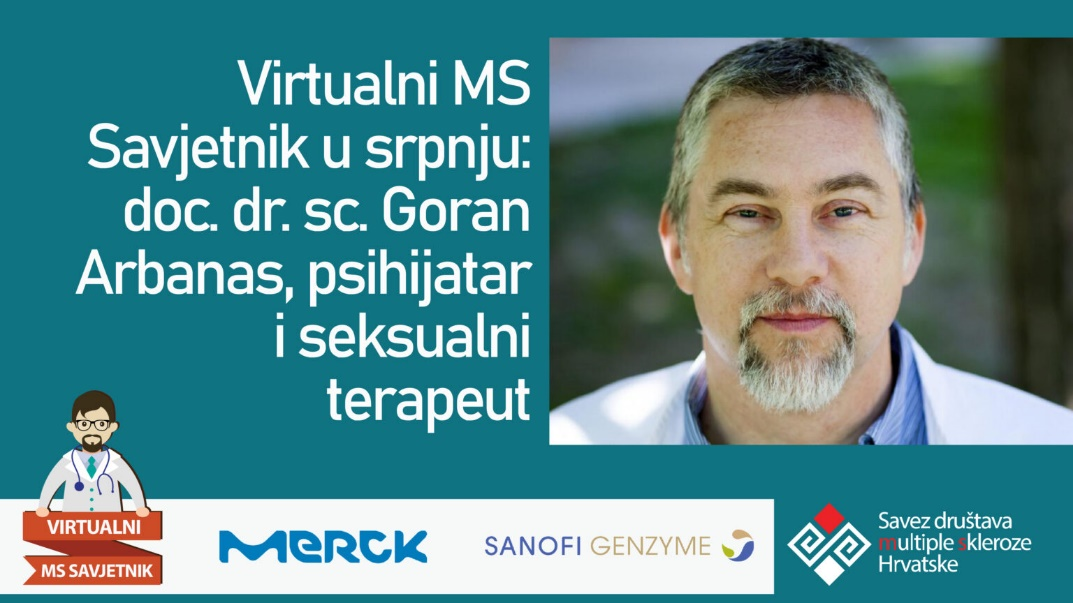 Virtualni MS
Savjetnik u srpnju:
doc. dr. sc. Goran
Arbanas, psihijatar
i seksualni
terapeut
VIRTUALNI
MS SAVJETNIK
MERCK
SANOFI GENZYME
Savez društava
multiple skleroze
Hrvatske